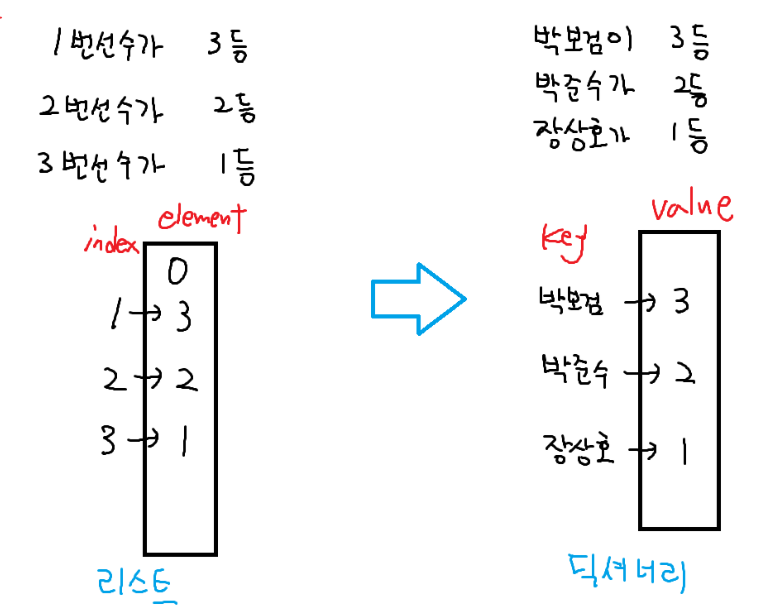 1번선수가 3등
2번선수가 2등
3번선수가 1등
index element
0
1→3
2→2
3→1
리스트
박보검이 3등
박준수가 2등
장상호가 1등
key value
박보검→3
박준수→2
장상호→1
딕셔너리